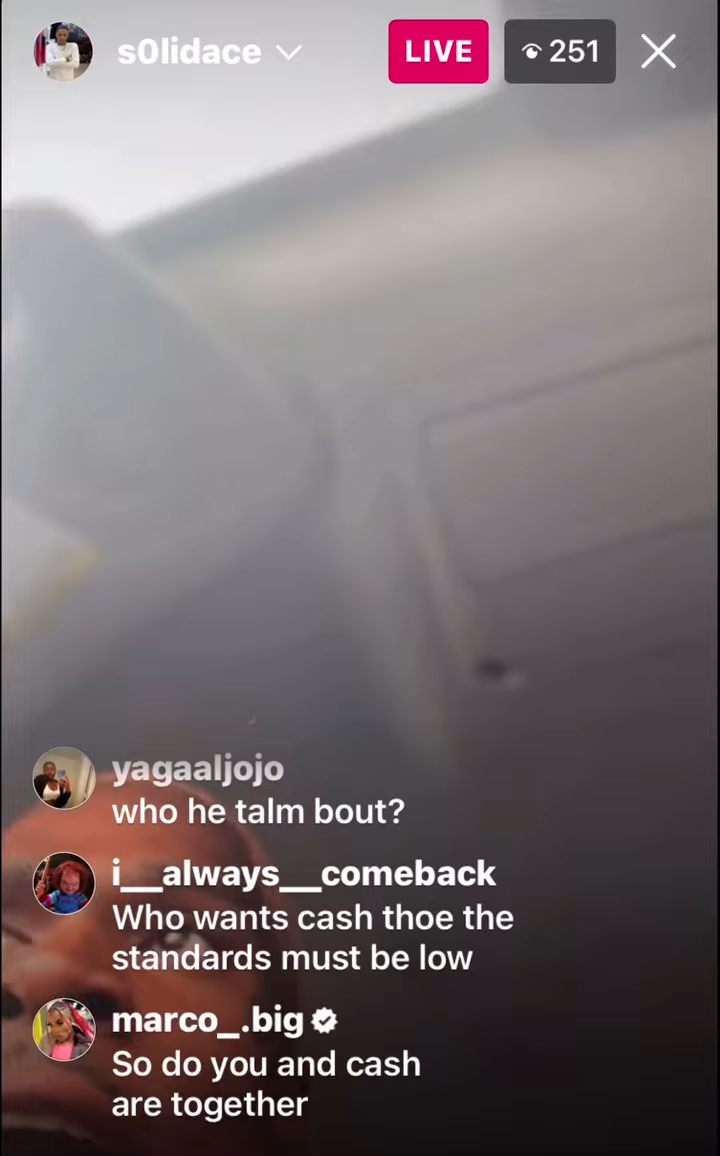 s0lidace
LIVE
251
yagaaljojo
who he talm bout?
i__always__comeback
Who wants cash thoe the
standards must be low
marco_.big
So do you and cash
are together